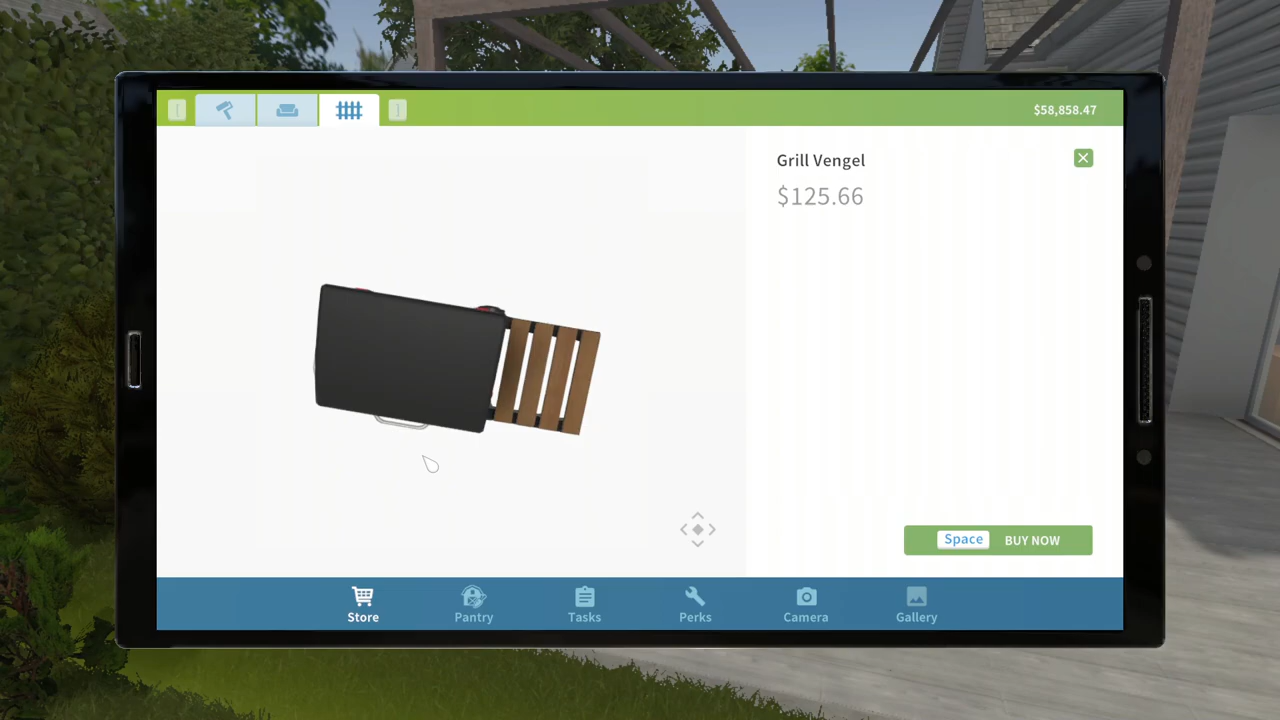 [
]
$58,858.47
Grill Vengel
$125.66
Space BUY NOW
Store
Pantry
Tasks
Perks
Camera
Gallery